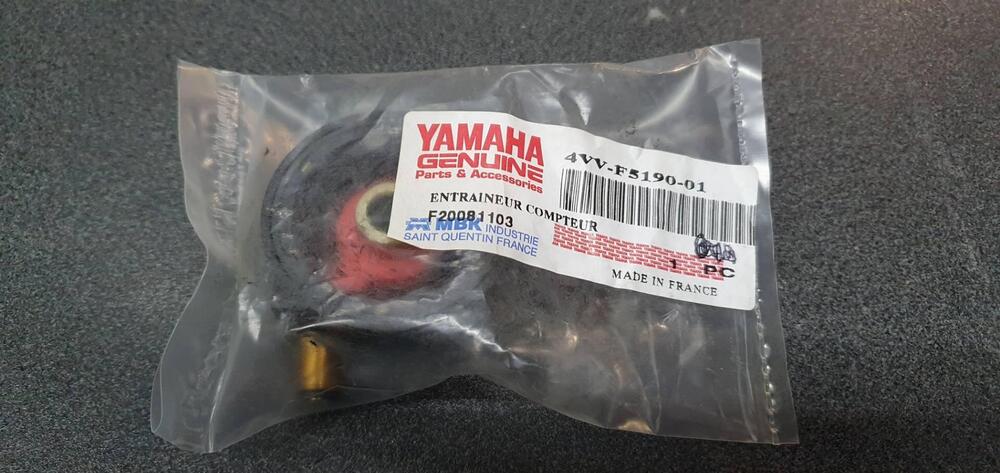 YAMAHA
GENUINE
Parts & Accessories
4VV-F5190-01
ENTRAINEUR COMPTEUR
F20081103
MBK INDUSTRIE
SAINT QUENTIN FRANCE
1 PC
MADE IN FRANCE